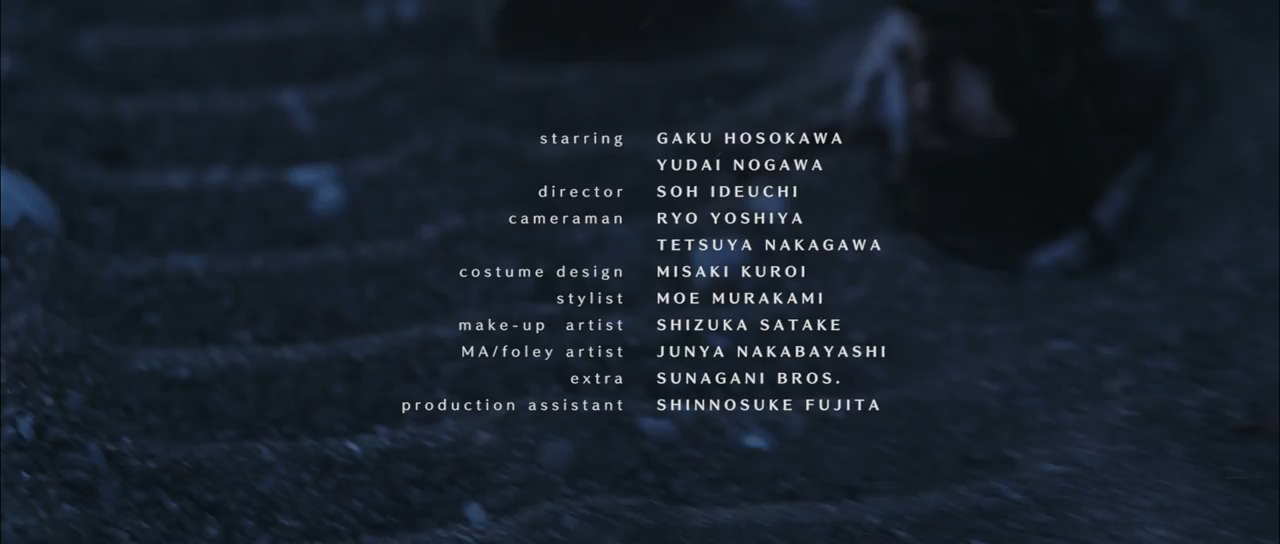 starring GAKU HOSOKAWA
YUDAI NOGAWA
director SOH IDEUCHI
cameraman RYO YOSHIYA
TETSUYA NAKAGAWA
costume design MISAKI KUROI
stylist MOE MURAKAMI
make-up artist SHIZUKA SATAKE
MA/foley artist JUNYA NAKABAYASHI
extra SUNAGANI BROS.
production assistant SHINNOSUKE FUJITA